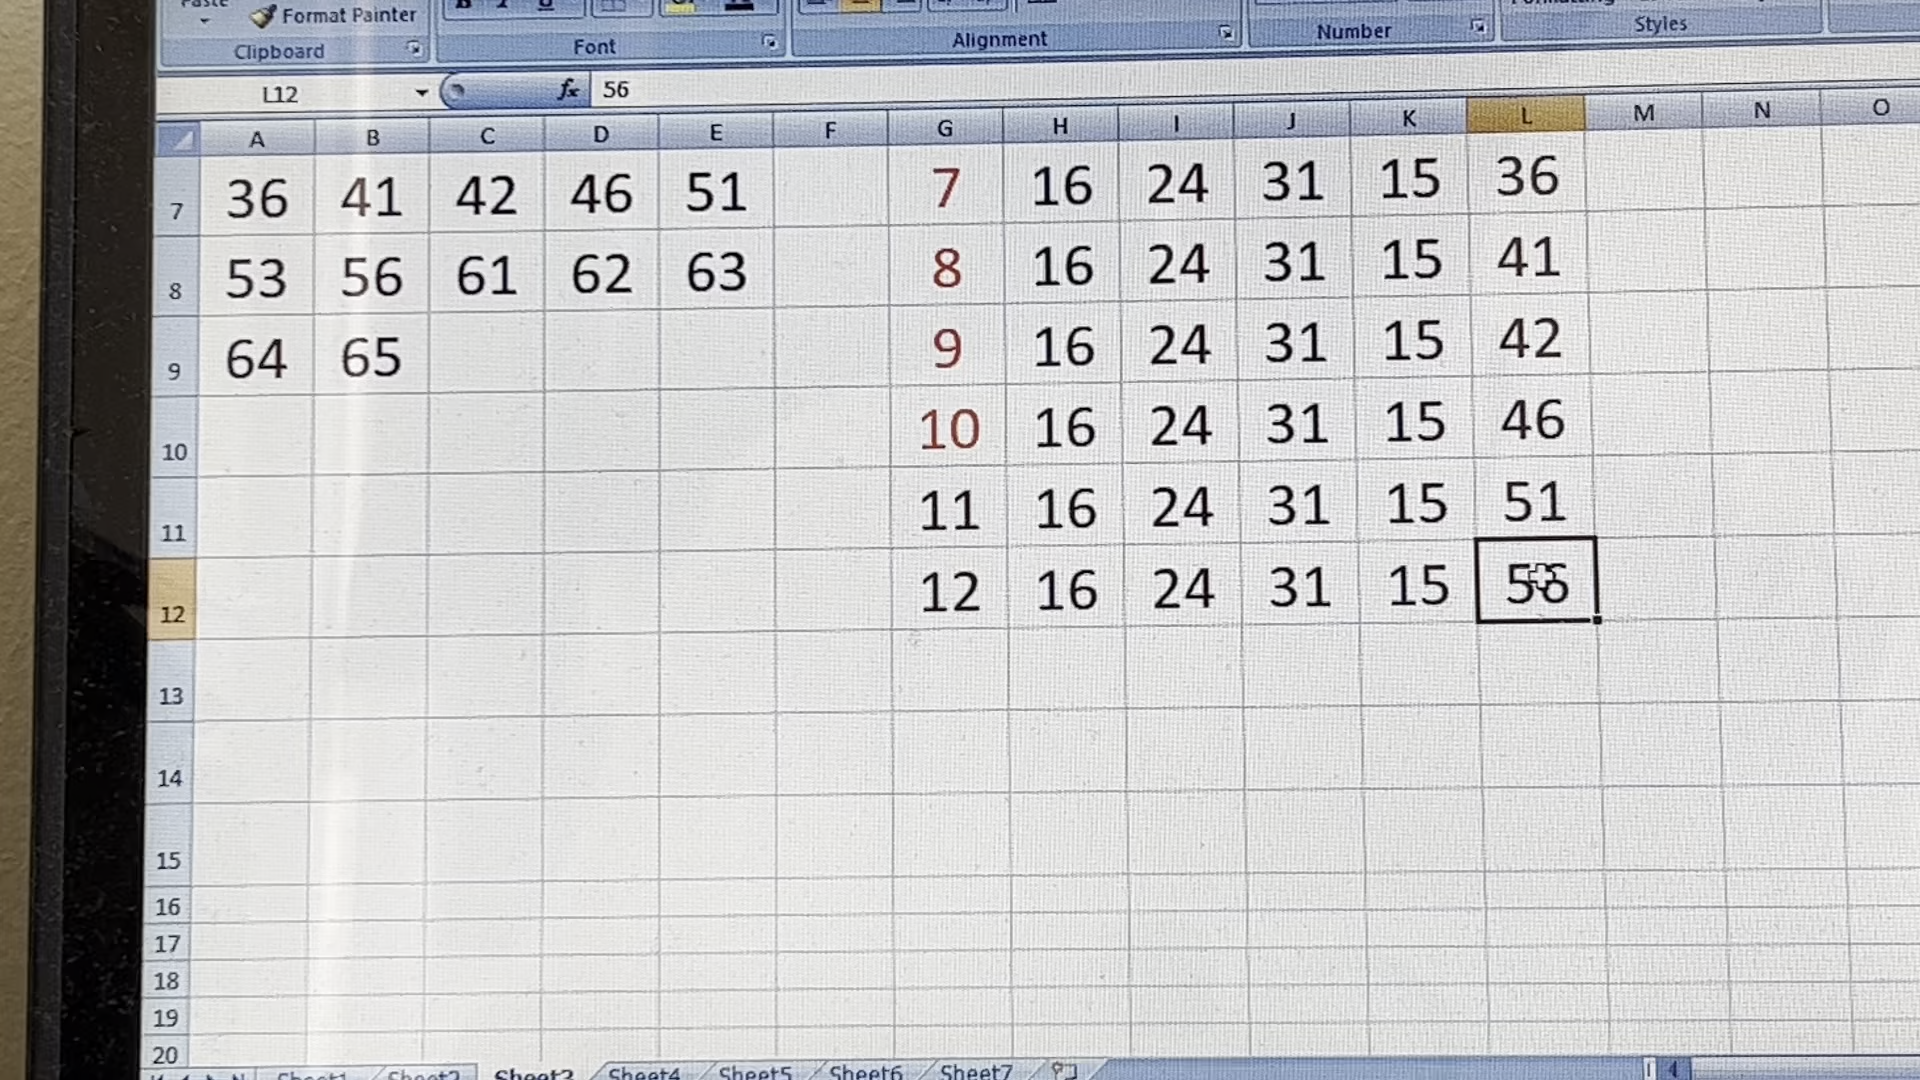 Format Painter
Clipboard Font Alignment Number Styles
L12 fx 56
A B C D E F G H I J K L M N O
7 36 41 42 46 51 7 16 24 31 15 36
8 53 56 61 62 63 8 16 24 31 15 41
9 64 65 9 16 24 31 15 42
10 10 16 24 31 15 46
11 11 16 24 31 15 51
12 12 16 24 31 15 56
13
14
15
16
17
18
19
20
Sheet1 Sheet2 Sheet3 Sheet4 Sheet5 Sheet6 Sheet7